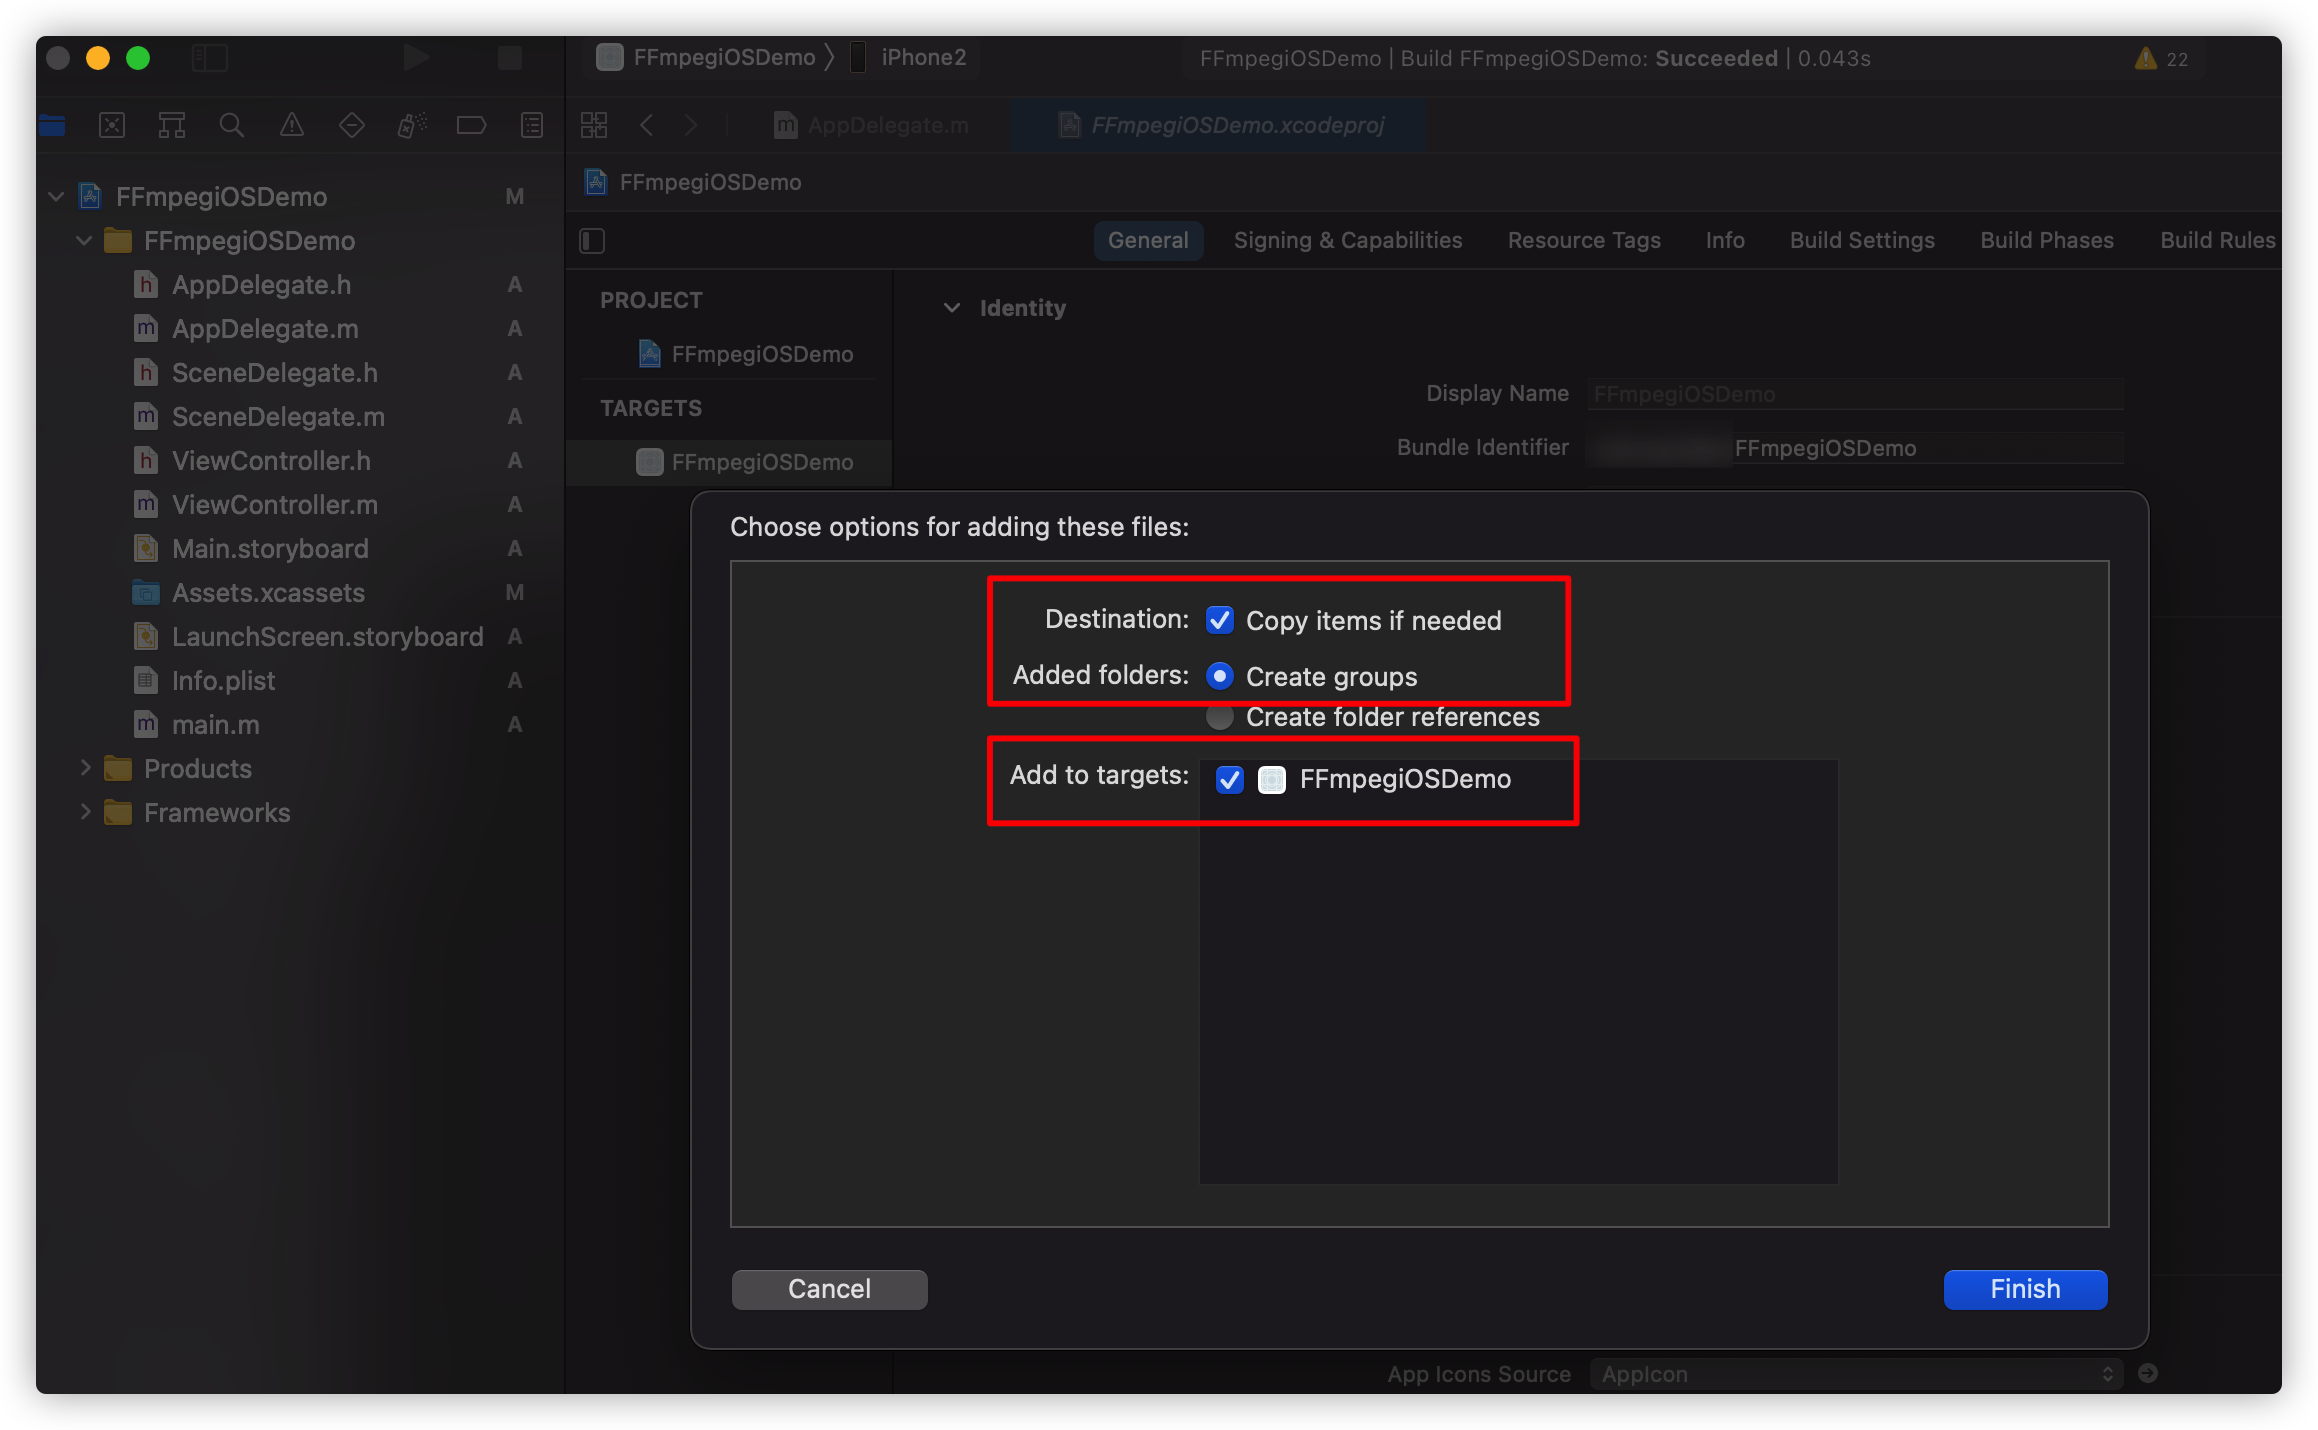 FFmpegiOSDemo 〉 iPhone2
FFmpegiOSDemo | Build FFmpegiOSDemo: Succeeded | 0.043s
22
AppDelegate.m
FFmpegiOSDemo.xcodeproj
FFmpegiOSDemo
FFmpegiOSDemo M
FFmpegiOSDemo
AppDelegate.h A
AppDelegate.m A
SceneDelegate.h A
SceneDelegate.m A
ViewController.h A
ViewController.m A
Main.storyboard A
Assets.xcassets M
LaunchScreen.storyboard A
Info.plist A
main.m A
Products
Frameworks
General Signing & Capabilities Resource Tags Info Build Settings Build Phases Build Rules
PROJECT
FFmpegiOSDemo
TARGETS
FFmpegiOSDemo
Identity
Display Name FFmpegiOSDemo
Bundle Identifier FFmpegiOSDemo
Choose options for adding these files:
Destination: Copy items if needed
Added folders: Create groups
Create folder references
Add to targets: FFmpegiOSDemo
Cancel
Finish
App Icons Source AppIcon